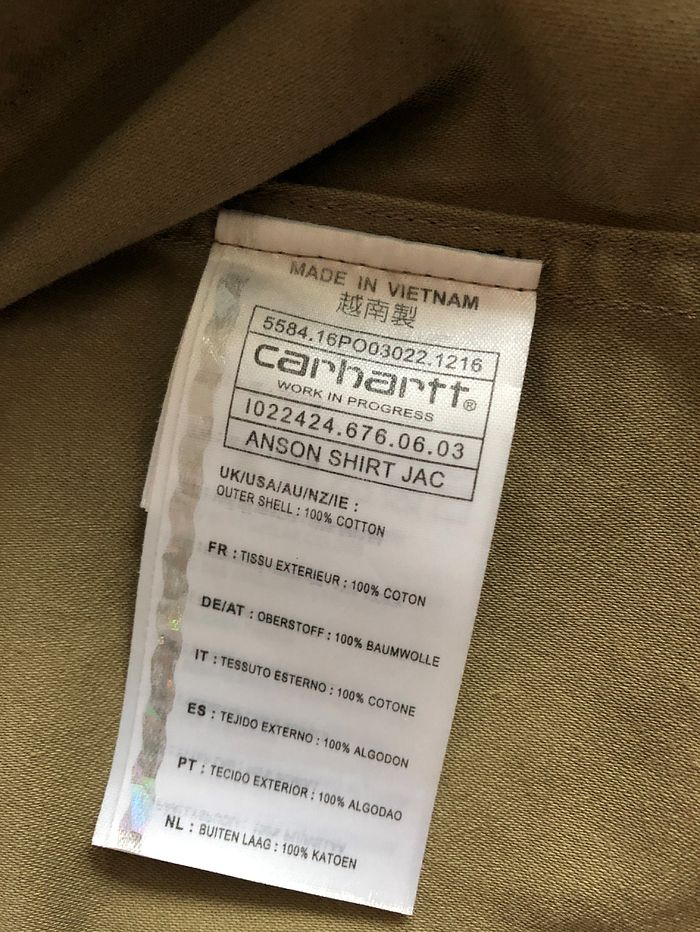 MADE IN VIETNAM
越南製
5584.16PO03022.1216
carhartt®
WORK IN PROGRESS
I022424.676.06.03
ANSON SHIRT JAC
UK/USA/AU/NZ/IE :
OUTER SHELL : 100% COTTON
FR : TISSU EXTERIEUR : 100% COTON
DE/AT : OBERSTOFF : 100% BAUMWOLLE
IT : TESSUTO ESTERNO : 100% COTONE
ES : TEJIDO EXTERNO : 100% ALGODON
PT : TECIDO EXTERIOR : 100% ALGODAO
NL : BUITEN LAAG : 100% KATOEN